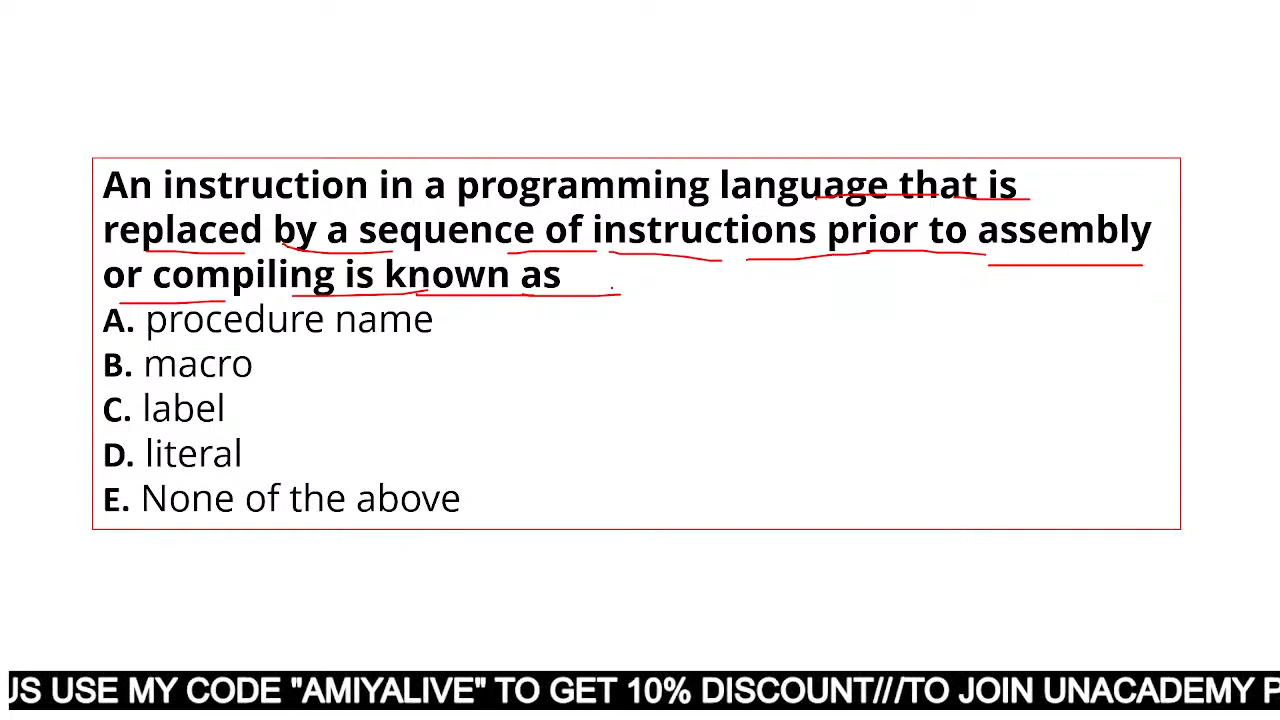 An instruction in a programming language that is
replaced by a sequence of instructions prior to assembly
or compiling is known as
A. procedure name
B. macro
C. label
D. literal
E. None of the above
US USE MY CODE "AMIYALIVE" TO GET 10% DISCOUNT///TO JOIN UNACADEMY P